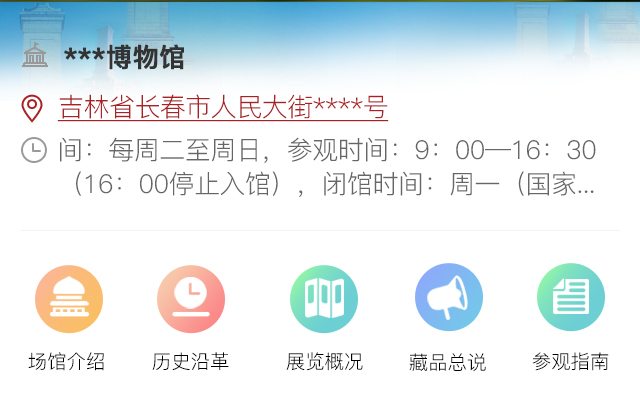 ***博物馆
吉林省长春市人民大街****号
间：每周二至周日，参观时间：9：00—16：30
（16：00停止入馆），闭馆时间：周一（国家...
场馆介绍 历史沿革 展览概况 藏品总说 参观指南